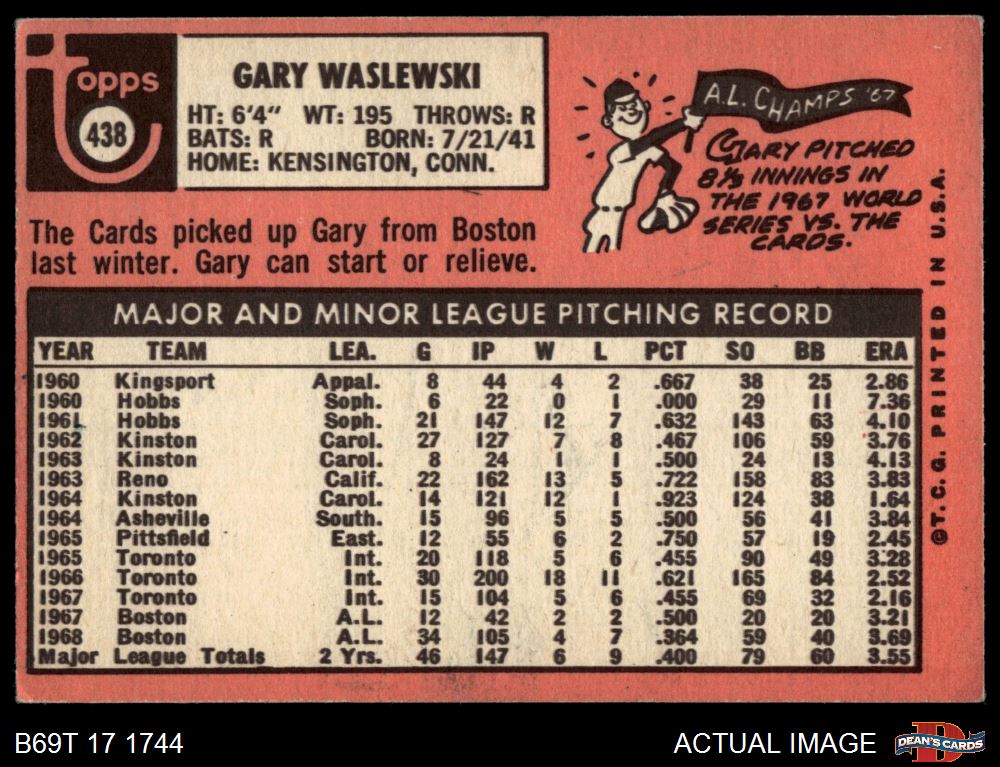 Topps
438
GARY WASLEWSKI
HT: 6'4" WT: 195 THROWS: R
BATS: R BORN: 7/21/41
HOME: KENSINGTON, CONN.
A.L. CHAMPS '67
GARY PITCHED
8⅓ INNINGS IN
THE 1967 WORLD
SERIES VS. THE
CARDS.
The Cards picked up Gary from Boston
last winter. Gary can start or relieve.
MAJOR AND MINOR LEAGUE PITCHING RECORD
YEAR TEAM LEA. G IP W L PCT SO BB ERA
1960 Kingsport Appal. 8 44 4 2 .667 38 25 2.86
1960 Hobbs Soph. 6 22 0 1 .000 29 11 7.36
1961 Hobbs Soph. 21 147 12 7 .632 143 63 4.10
1962 Kinston Carol. 27 127 7 8 .467 106 59 3.76
1963 Kinston Carol. 8 24 1 1 .500 24 13 4.13
1963 Reno Calif. 22 162 13 5 .722 158 83 3.83
1964 Kinston Carol. 14 121 12 1 .923 124 38 1.64
1964 Asheville South. 15 96 5 5 .500 56 41 3.84
1965 Pittsfield East. 12 55 6 2 .750 57 19 2.45
1965 Toronto Int. 20 118 5 6 .455 90 49 3.28
1966 Toronto Int. 30 200 18 11 .621 165 84 2.52
1967 Toronto Int. 15 104 5 6 .455 69 32 2.16
1967 Boston A.L. 12 42 2 2 .500 20 20 3.21
1968 Boston A.L. 34 105 4 7 .364 59 40 3.69
Major League Totals 2 Yrs. 46 147 6 9 .400 79 60 3.55
©T.C.G. PRINTED IN U.S.A.
B69T 17 1744
ACTUAL IMAGE
D
DEAN'S CARDS